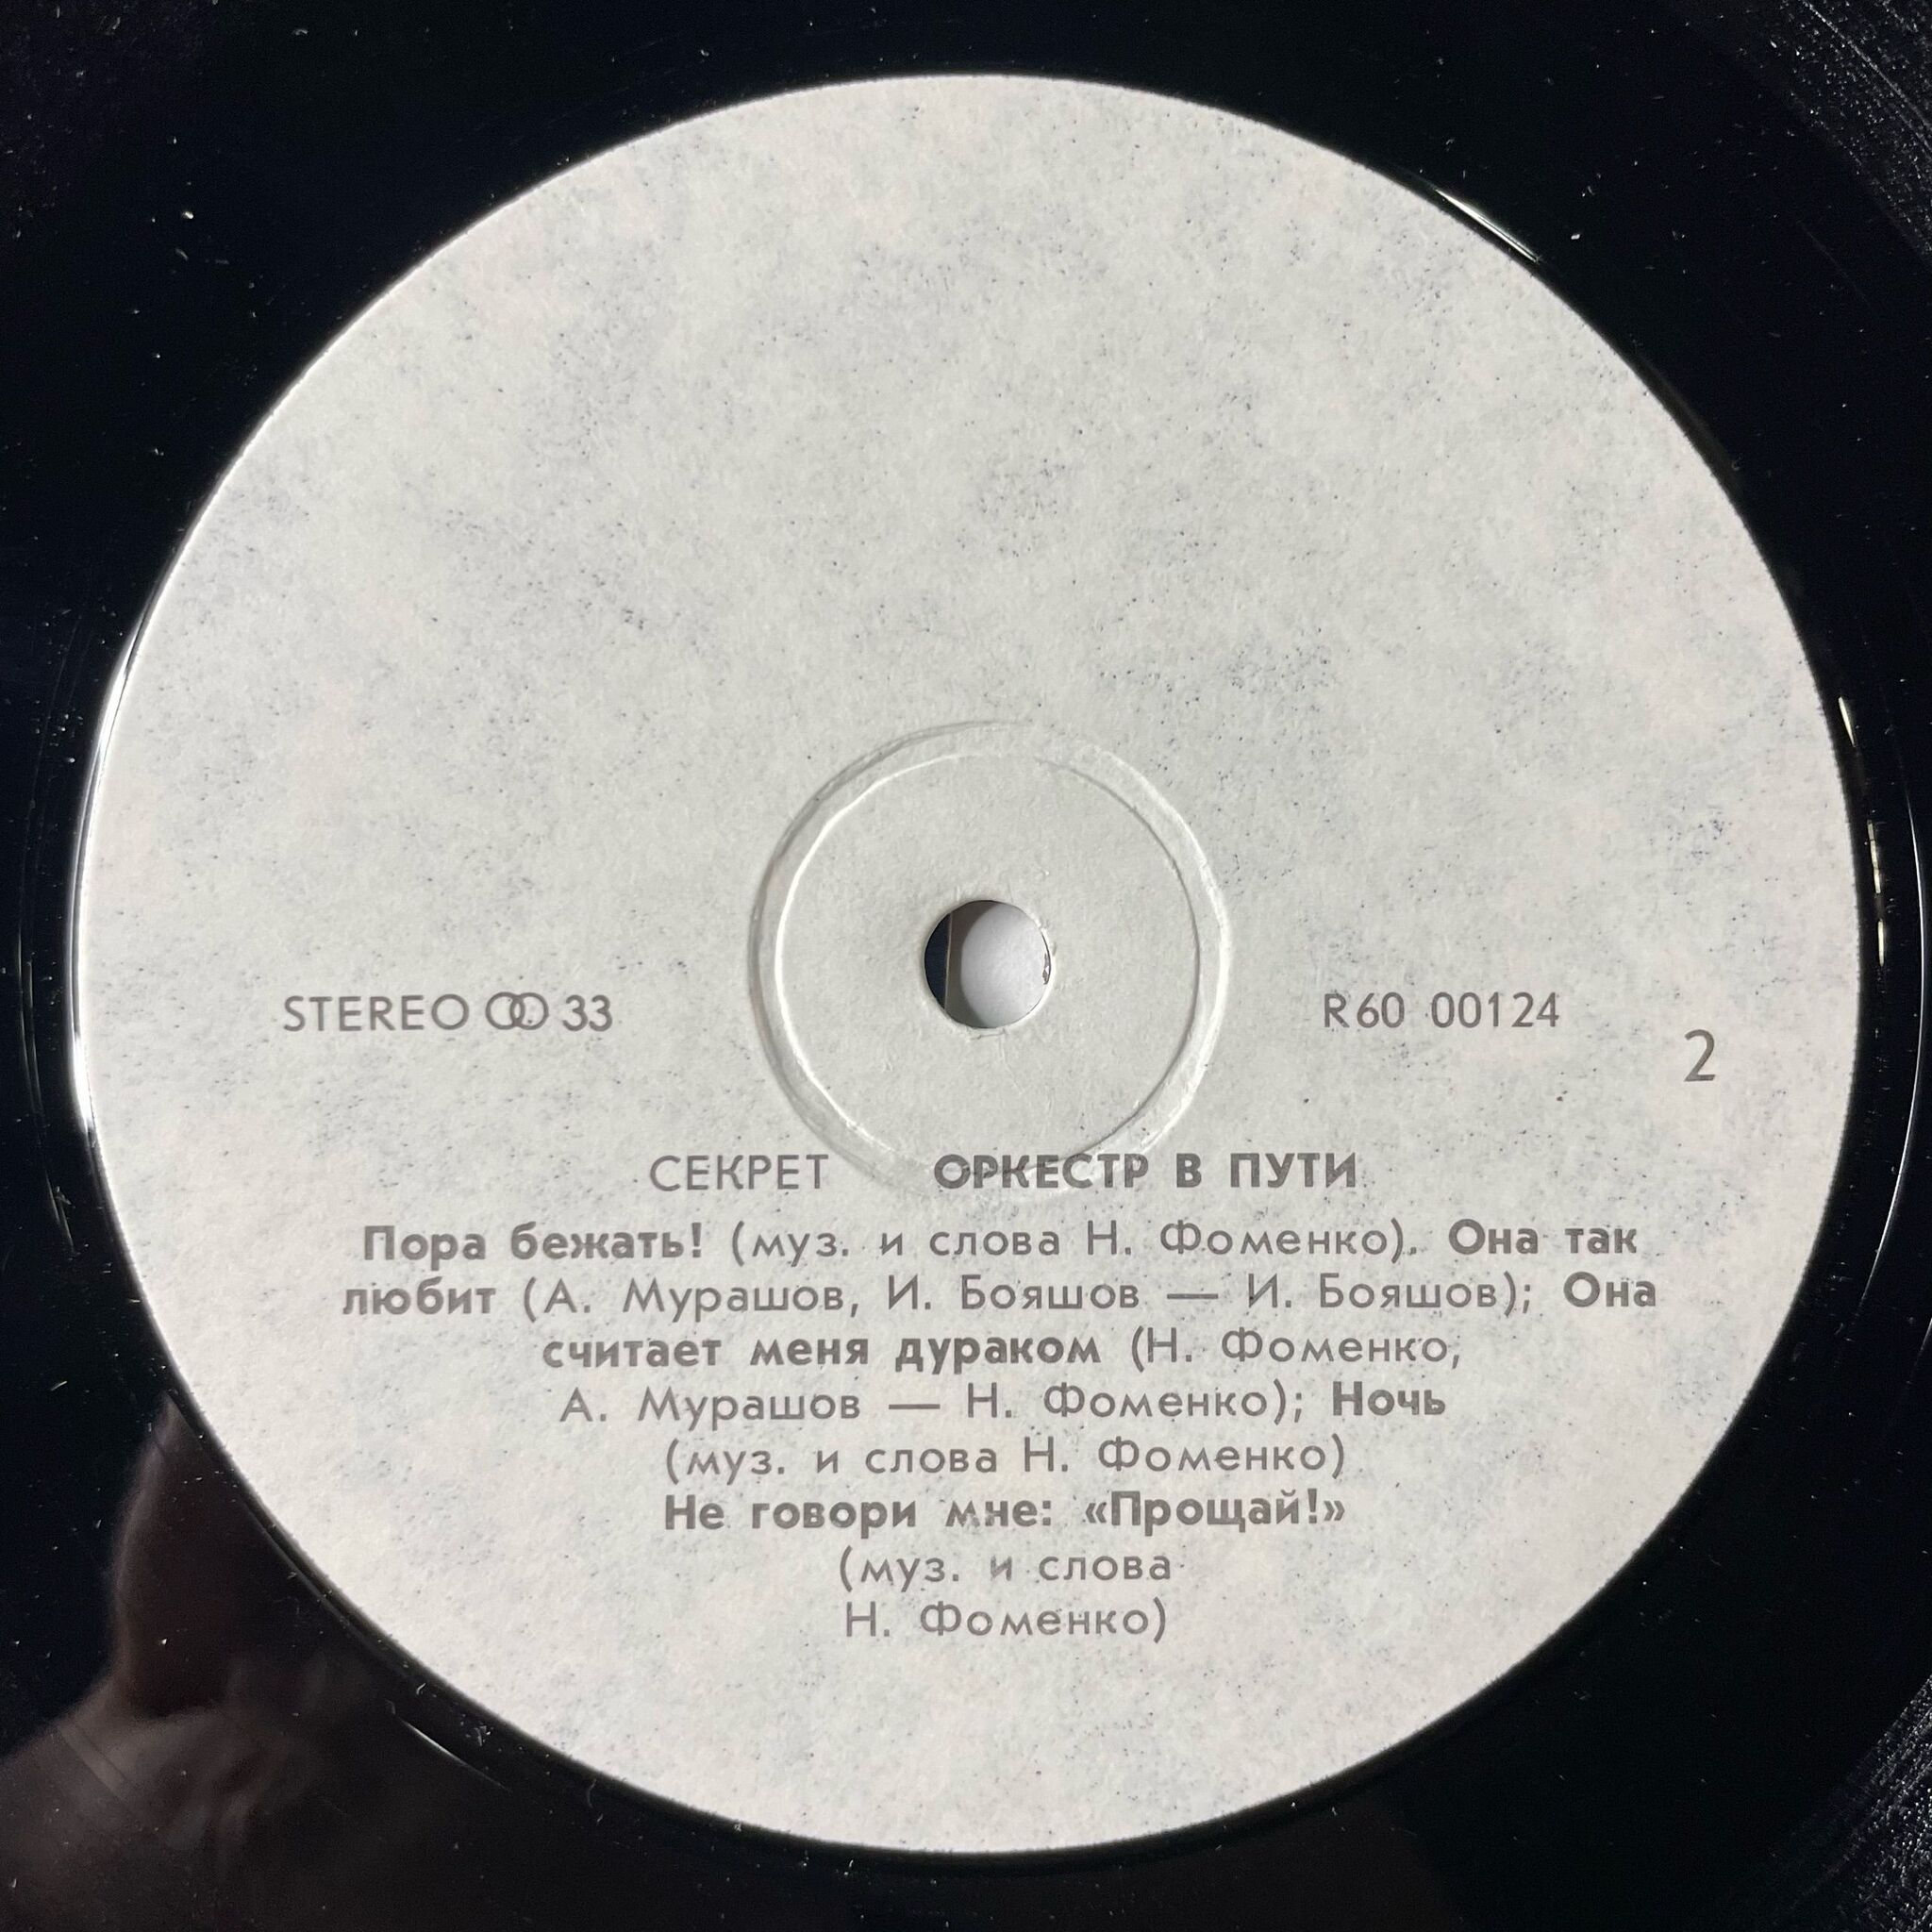 STEREO 33
R60 00124
2
СЕКРЕТ ОРКЕСТР В ПУТИ
Пора бежать! (муз. и слова Н. Фоменко). Она так
любит (А. Мурашов, И. Бояшов — И. Бояшов); Она
считает меня дураком (Н. Фоменко,
А. Мурашов — Н. Фоменко); Ночь
(муз. и слова Н. Фоменко)
Не говори мне: «Прощай!»
(муз. и слова
Н. Фоменко)